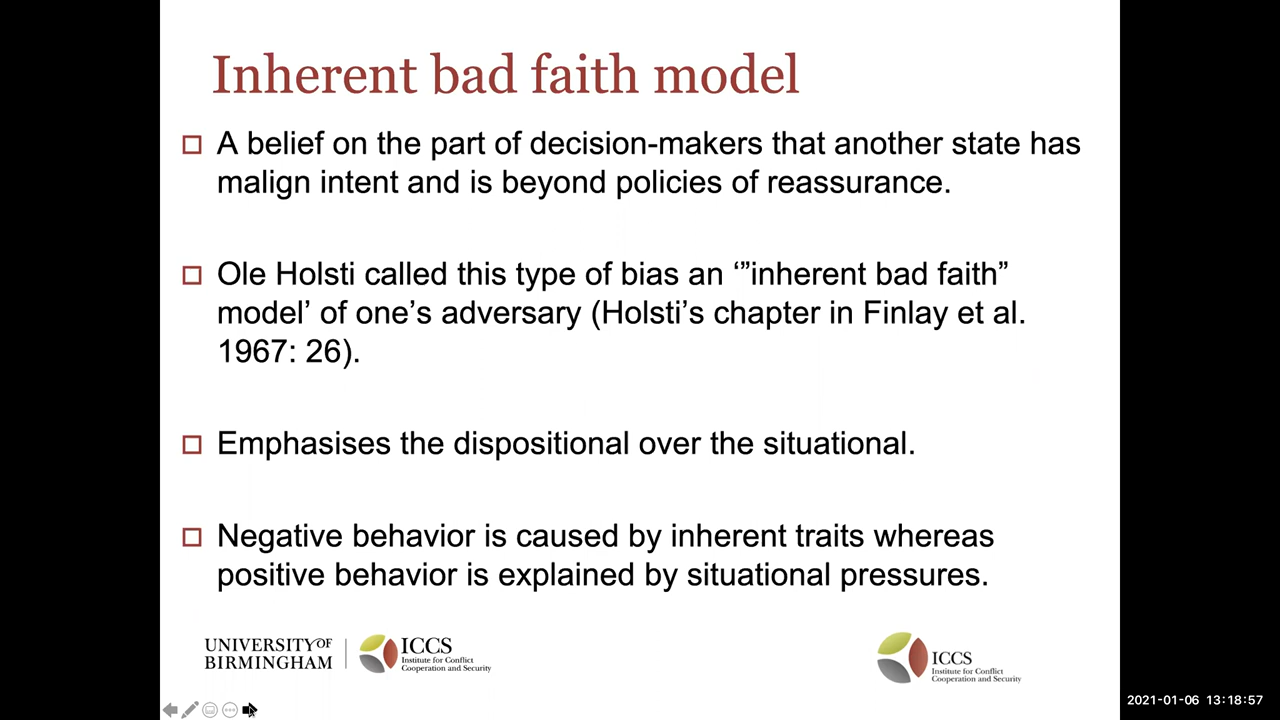 Inherent bad faith model
A belief on the part of decision-makers that another state has
malign intent and is beyond policies of reassurance.
Ole Holsti called this type of bias an ‘”inherent bad faith”
model’ of one’s adversary (Holsti’s chapter in Finlay et al.
1967: 26).
Emphasises the dispositional over the situational.
Negative behavior is caused by inherent traits whereas
positive behavior is explained by situational pressures.
UNIVERSITYOF
BIRMINGHAM
ICCS
Institute for Conflict
Cooperation and Security
ICCS
Institute for Conflict
Cooperation and Security
2021-01-06 13:18:57